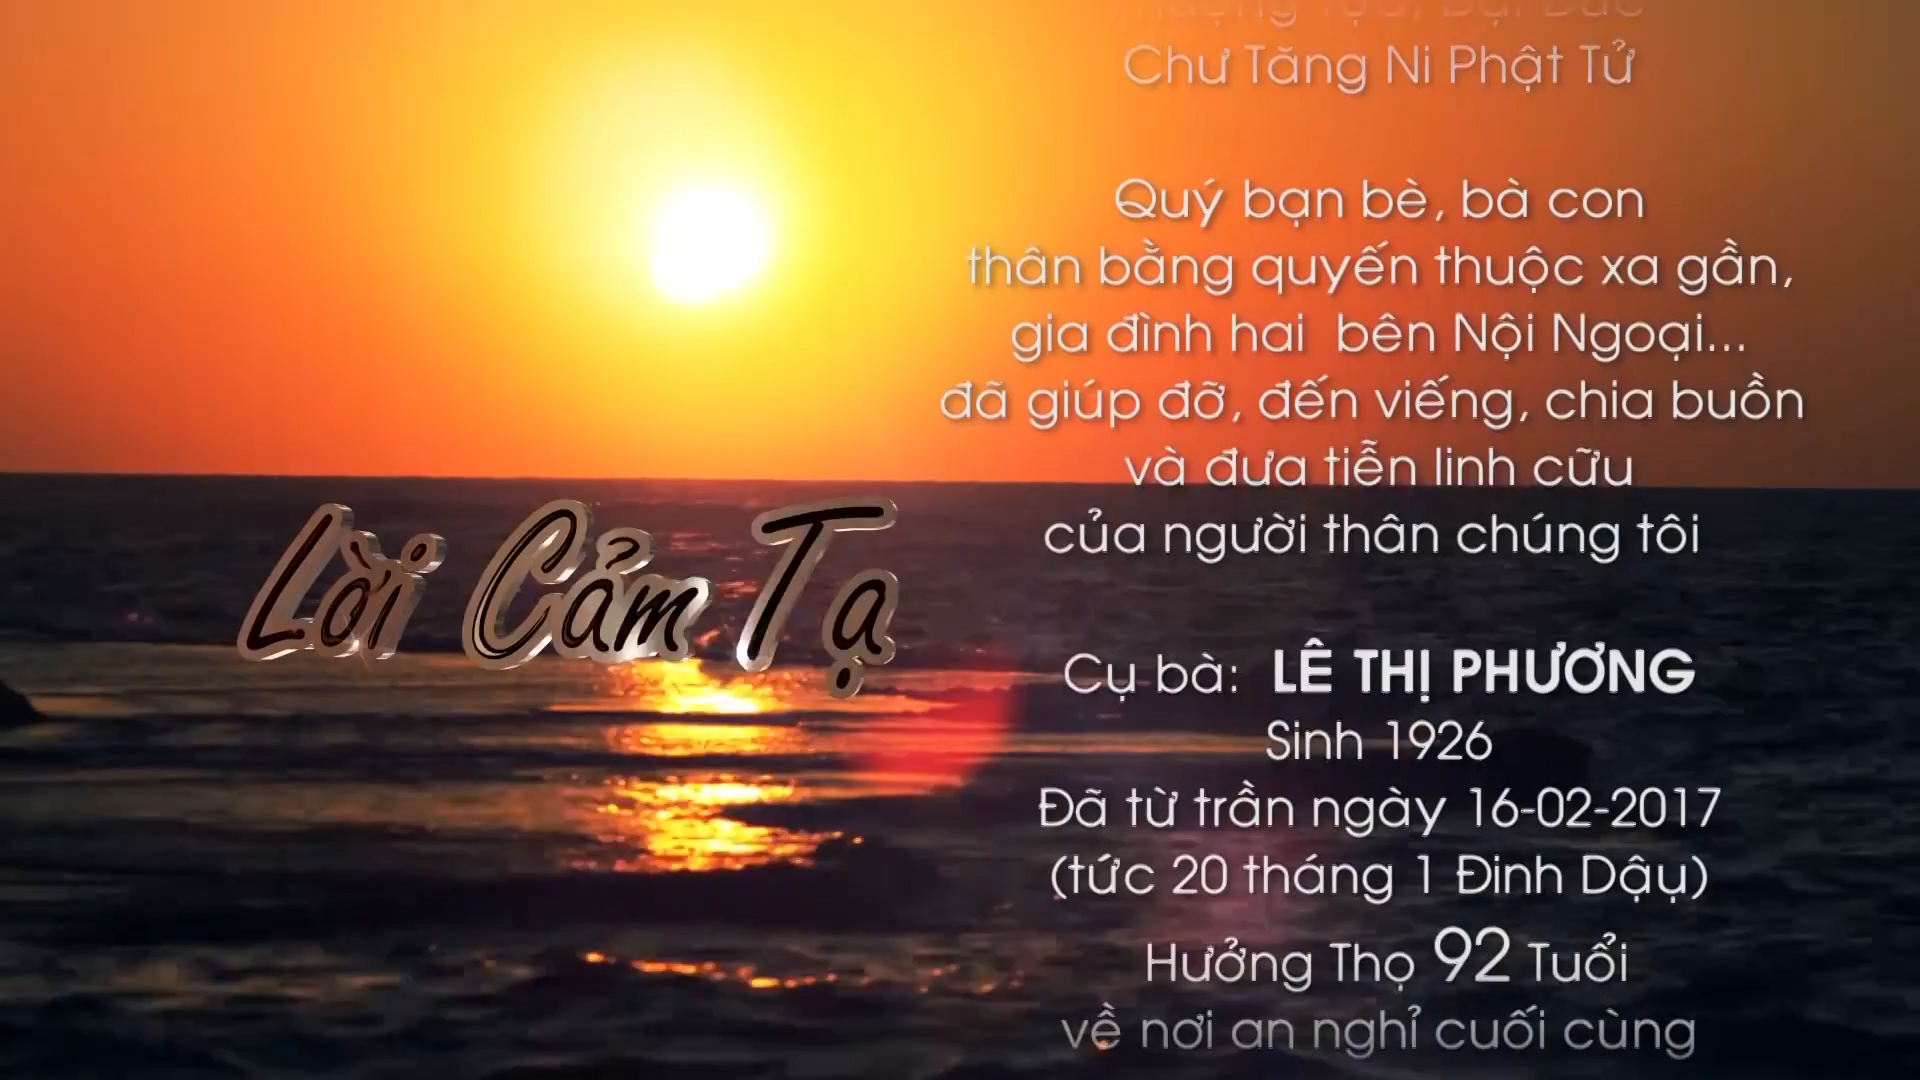 Chư Tăng Ni Phật Tử
Quý bạn bè, bà con
thân bằng quyến thuộc xa gần,
gia đình hai bên Nội Ngoại...
đã giúp đỡ, đến viếng, chia buồn
và đưa tiễn linh cữu
của người thân chúng tôi
Lời Cảm Tạ
Cụ bà: LÊ THỊ PHƯƠNG
Sinh 1926
Đã từ trần ngày 16-02-2017
(tức 20 tháng 1 Đinh Dậu)
Hưởng Thọ 92 Tuổi
về nơi an nghỉ cuối cùng